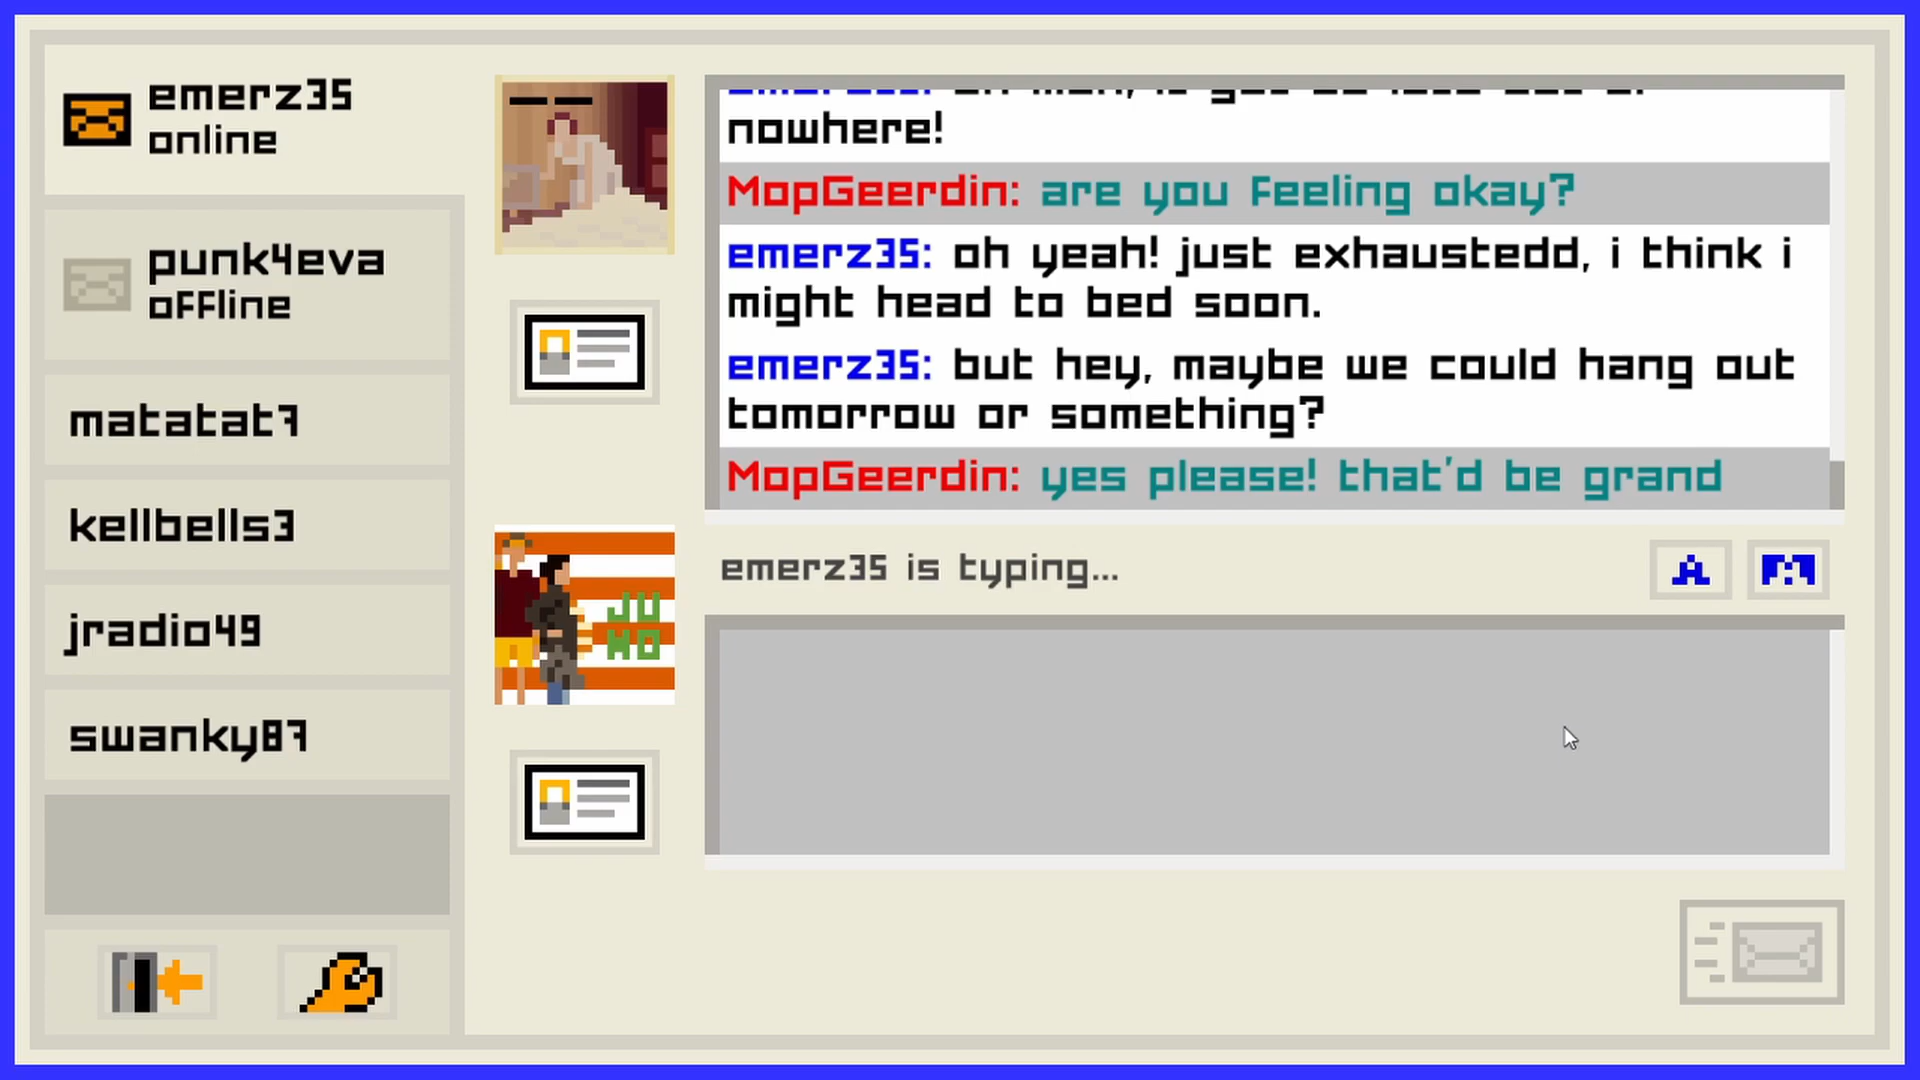 emerz35
online
punk4eva
offline
matatat7
kellbells3
jradio49
swanky87
nowhere!
MopGeerdin: are you feeling okay?
emerz35: oh yeah! just exhaustedd, i think i
might head to bed soon.
emerz35: but hey, maybe we could hang out
tomorrow or something?
MopGeerdin: yes please! that'd be grand
JU
NO
emerz35 is typing...
A